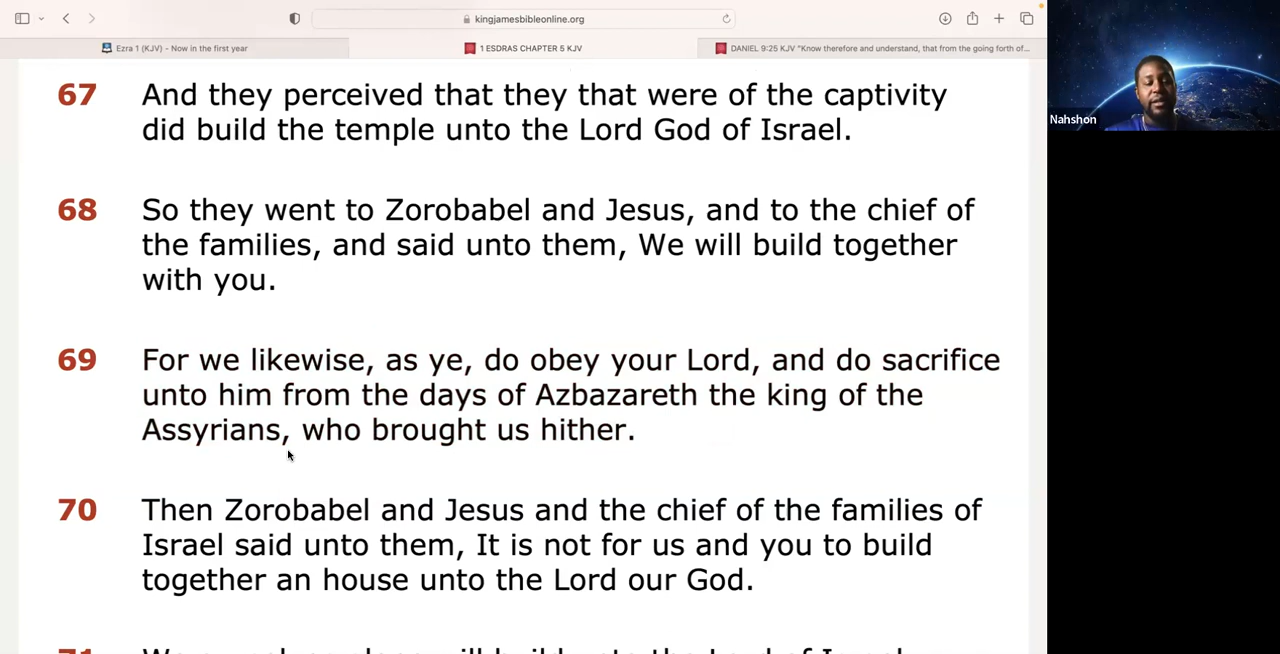 kingjamesbibleonline.org
Ezra 1 (KJV) - Now in the first year
1 ESDRAS CHAPTER 5 KJV
DANIEL 9:25 KJV "Know therefore and understand, that from the going forth of...
67 And they perceived that they that were of the captivity
did build the temple unto the Lord God of Israel.
68 So they went to Zorobabel and Jesus, and to the chief of
the families, and said unto them, We will build together
with you.
69 For we likewise, as ye, do obey your Lord, and do sacrifice
unto him from the days of Azbazareth the king of the
Assyrians, who brought us hither.
70 Then Zorobabel and Jesus and the chief of the families of
Israel said unto them, It is not for us and you to build
together an house unto the Lord our God.
Nahshon